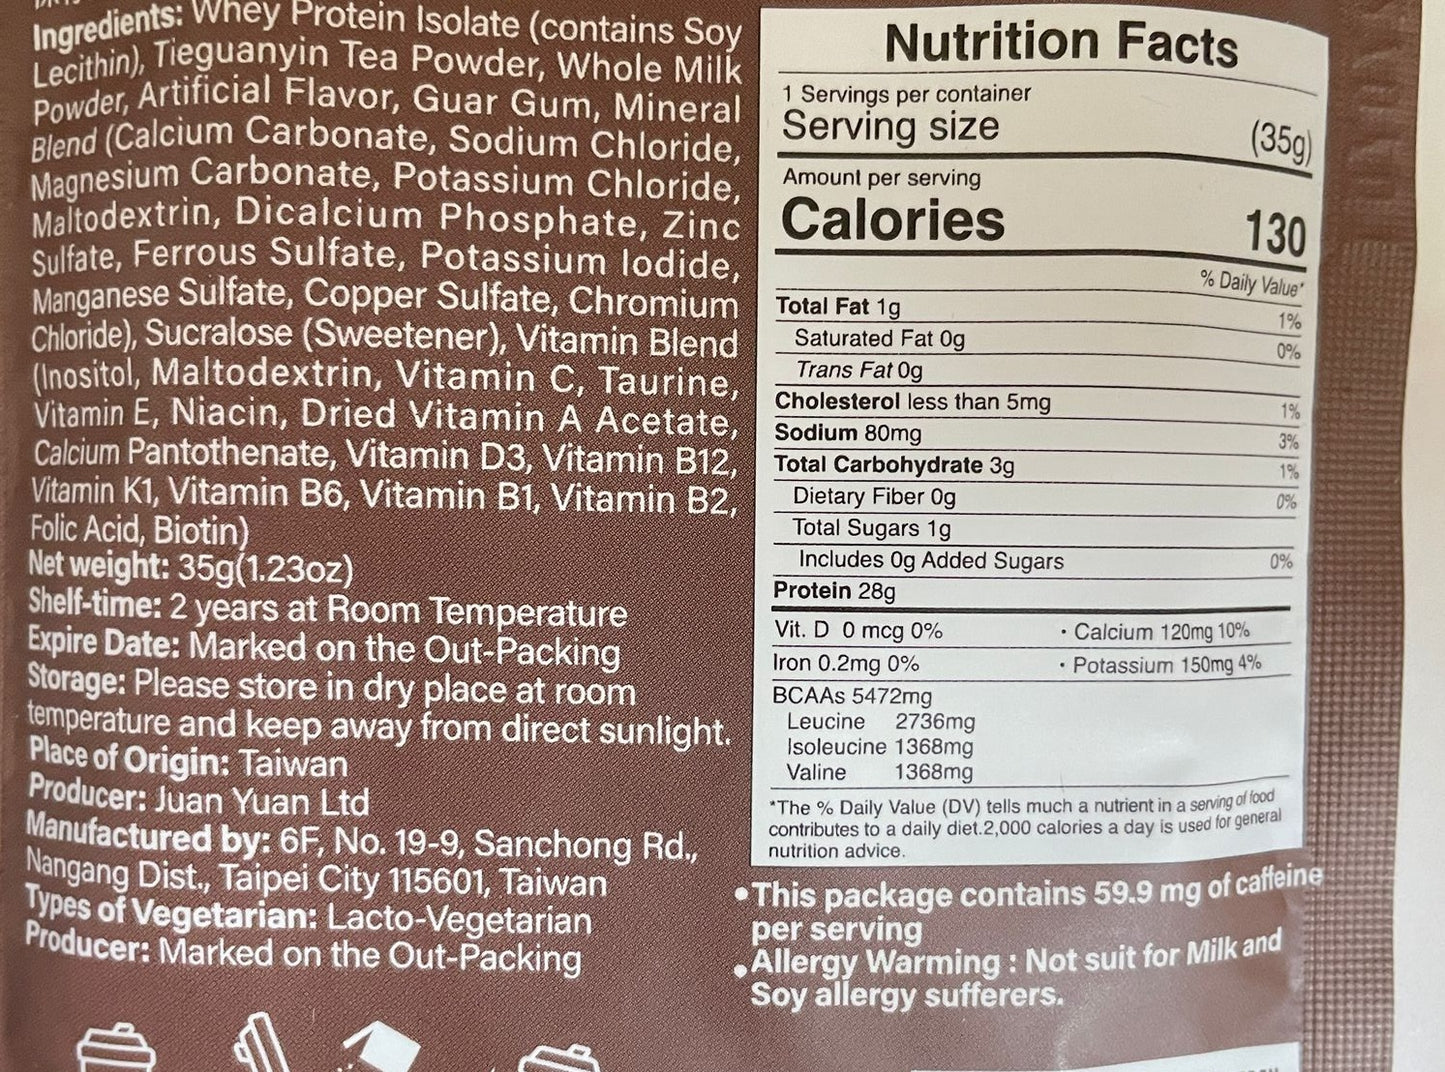 Ingredients: Whey Protein Isolate (contains Soy
Lecithin), Tieguanyin Tea Powder, Whole Milk
Powder, Artificial Flavor, Guar Gum, Mineral
Blend (Calcium Carbonate, Sodium Chloride,
Magnesium Carbonate, Potassium Chloride,
Maltodextrin, Dicalcium Phosphate, Zinc
Sulfate, Ferrous Sulfate, Potassium Iodide,
Manganese Sulfate, Copper Sulfate, Chromium
Chloride), Sucralose (Sweetener), Vitamin Blend
(Inositol, Maltodextrin, Vitamin C, Taurine,
Vitamin E, Niacin, Dried Vitamin A Acetate,
Calcium Pantothenate, Vitamin D3, Vitamin B12,
Vitamin K1, Vitamin B6, Vitamin B1, Vitamin B2,
Folic Acid, Biotin)
Net weight: 35g(1.23oz)
Shelf-time: 2 years at Room Temperature
Expire Date: Marked on the Out-Packing
Storage: Please store in dry place at room
temperature and keep away from direct sunlight.
Place of Origin: Taiwan
Producer: Juan Yuan Ltd
Manufactured by: 6F, No. 19-9, Sanchong Rd.,
Nangang Dist., Taipei City 115601, Taiwan
Types of Vegetarian: Lacto-Vegetarian
Producer: Marked on the Out-Packing
Nutrition Facts
1 Servings per container
Serving size (35g)
Amount per serving
Calories 130
% Daily Value*
Total Fat 1g 1%
Saturated Fat 0g 0%
Trans Fat 0g
Cholesterol less than 5mg 1%
Sodium 80mg 3%
Total Carbohydrate 3g 1%
Dietary Fiber 0g 0%
Total Sugars 1g
Includes 0g Added Sugars 0%
Protein 28g
Vit. D 0 mcg 0% • Calcium 120mg 10%
Iron 0.2mg 0% • Potassium 150mg 4%
BCAAs 5472mg
Leucine 2736mg
Isoleucine 1368mg
Valine 1368mg
*The % Daily Value (DV) tells much a nutrient in a serving of food
contributes to a daily diet.2,000 calories a day is used for general
nutrition advice.
•This package contains 59.9 mg of caffeine
per serving
•Allergy Warming : Not suit for Milk and
Soy allergy sufferers.